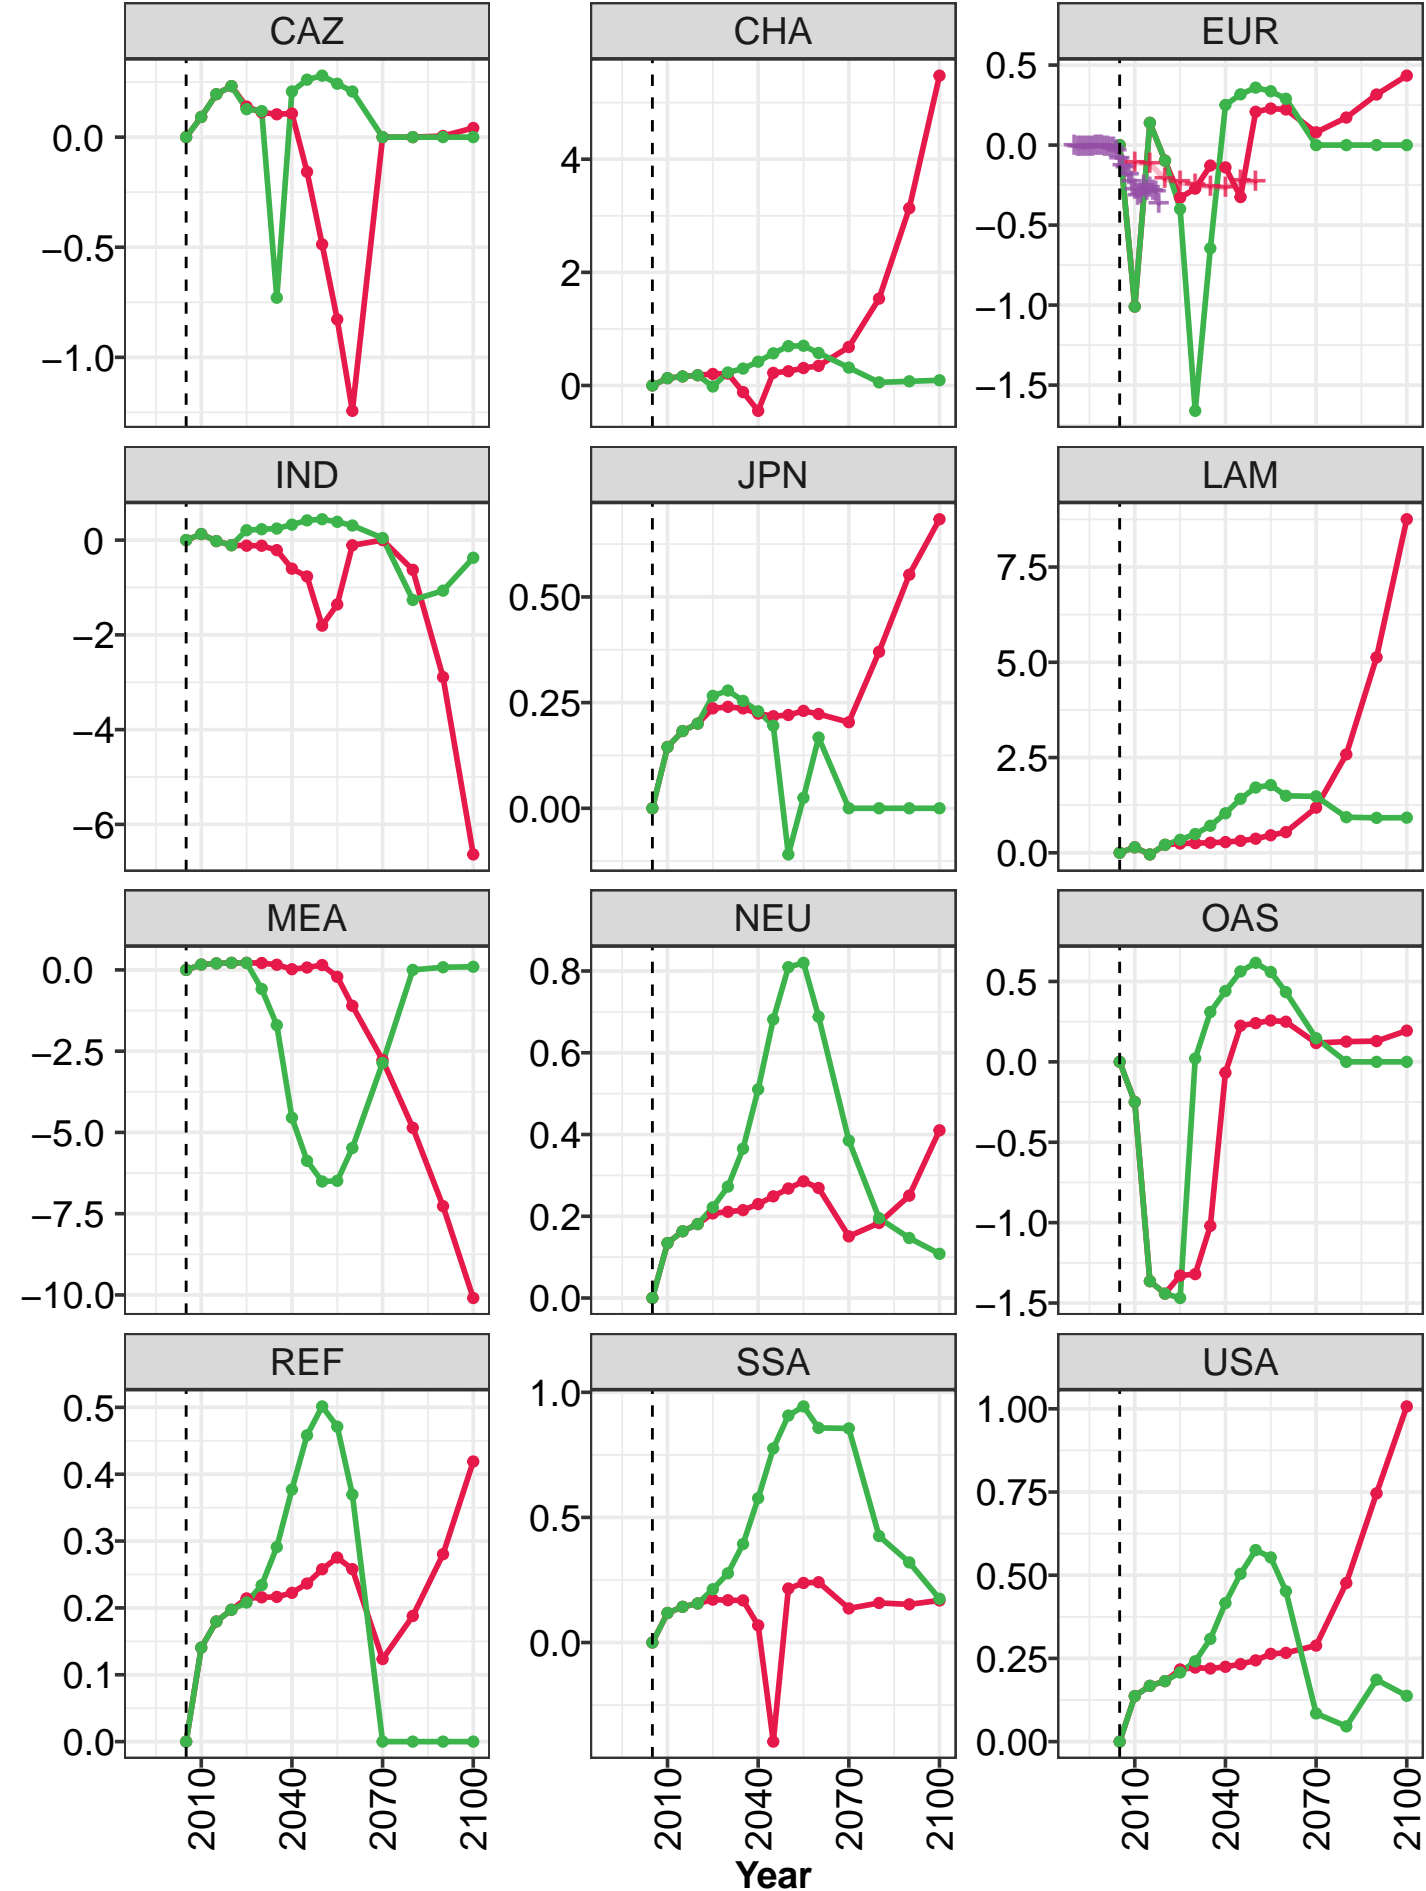 CAZ CHA EUR
0.0 −0.5 −1.0
4 2 0
0.5 0.0 −0.5 −1.0 −1.5
IND JPN LAM
0 −2 −4 −6
0.50 0.25 0.00
7.5 5.0 2.5 0.0
MEA NEU OAS
0.0 −2.5 −5.0 −7.5 −10.0
0.8 0.6 0.4 0.2 0.0
0.5 0.0 −0.5 −1.0 −1.5
REF SSA USA
0.5 0.4 0.3 0.2 0.1 0.0
1.0 0.5 0.0
1.00 0.75 0.50 0.25 0.00
2010 2040 2070 2100 2010 2040 2070 2100 2010 2040 2070 2100
Year